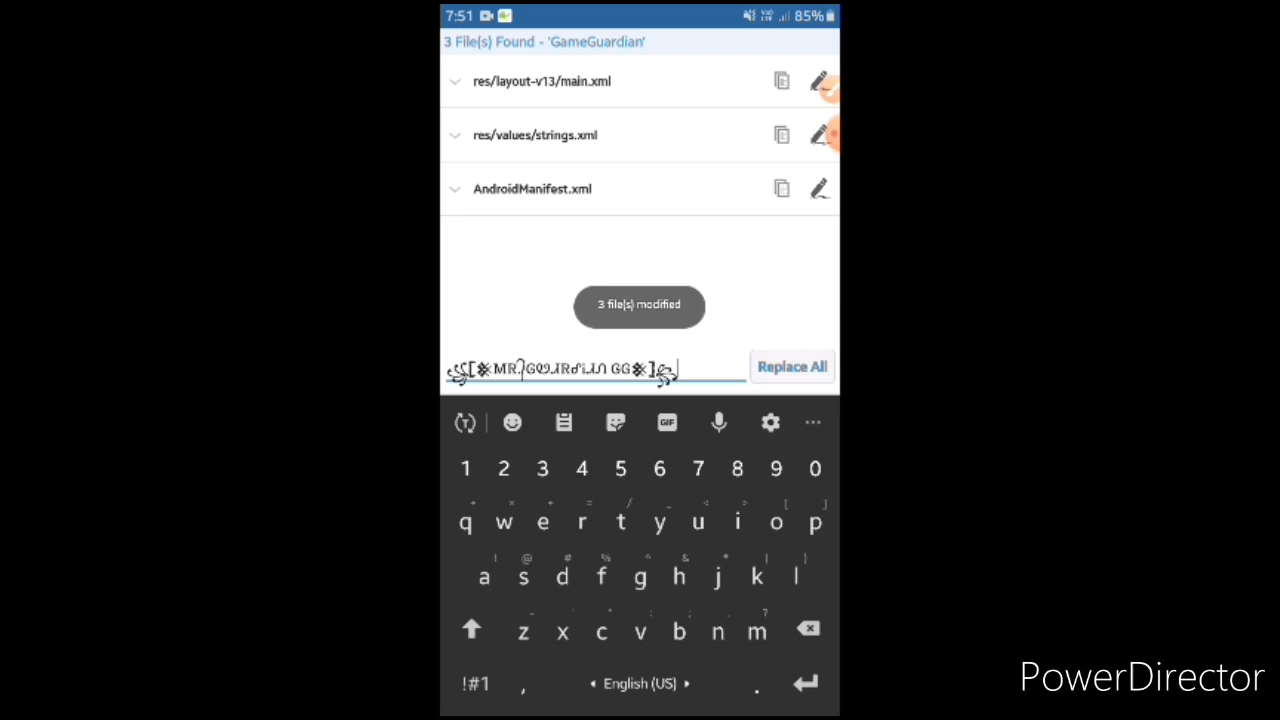 7:51 85%
3 File(s) Found - 'GameGuardian'
res/layout-v13/main.xml
res/values/strings.xml
AndroidManifest.xml
3 file(s) modified
Replace All
GIF
1 2 3 4 5 6 7 8 9 0
q w e r t y u i o p
a s d f g h j k l
z x c v b n m
!#1 , English (US) .
PowerDirector